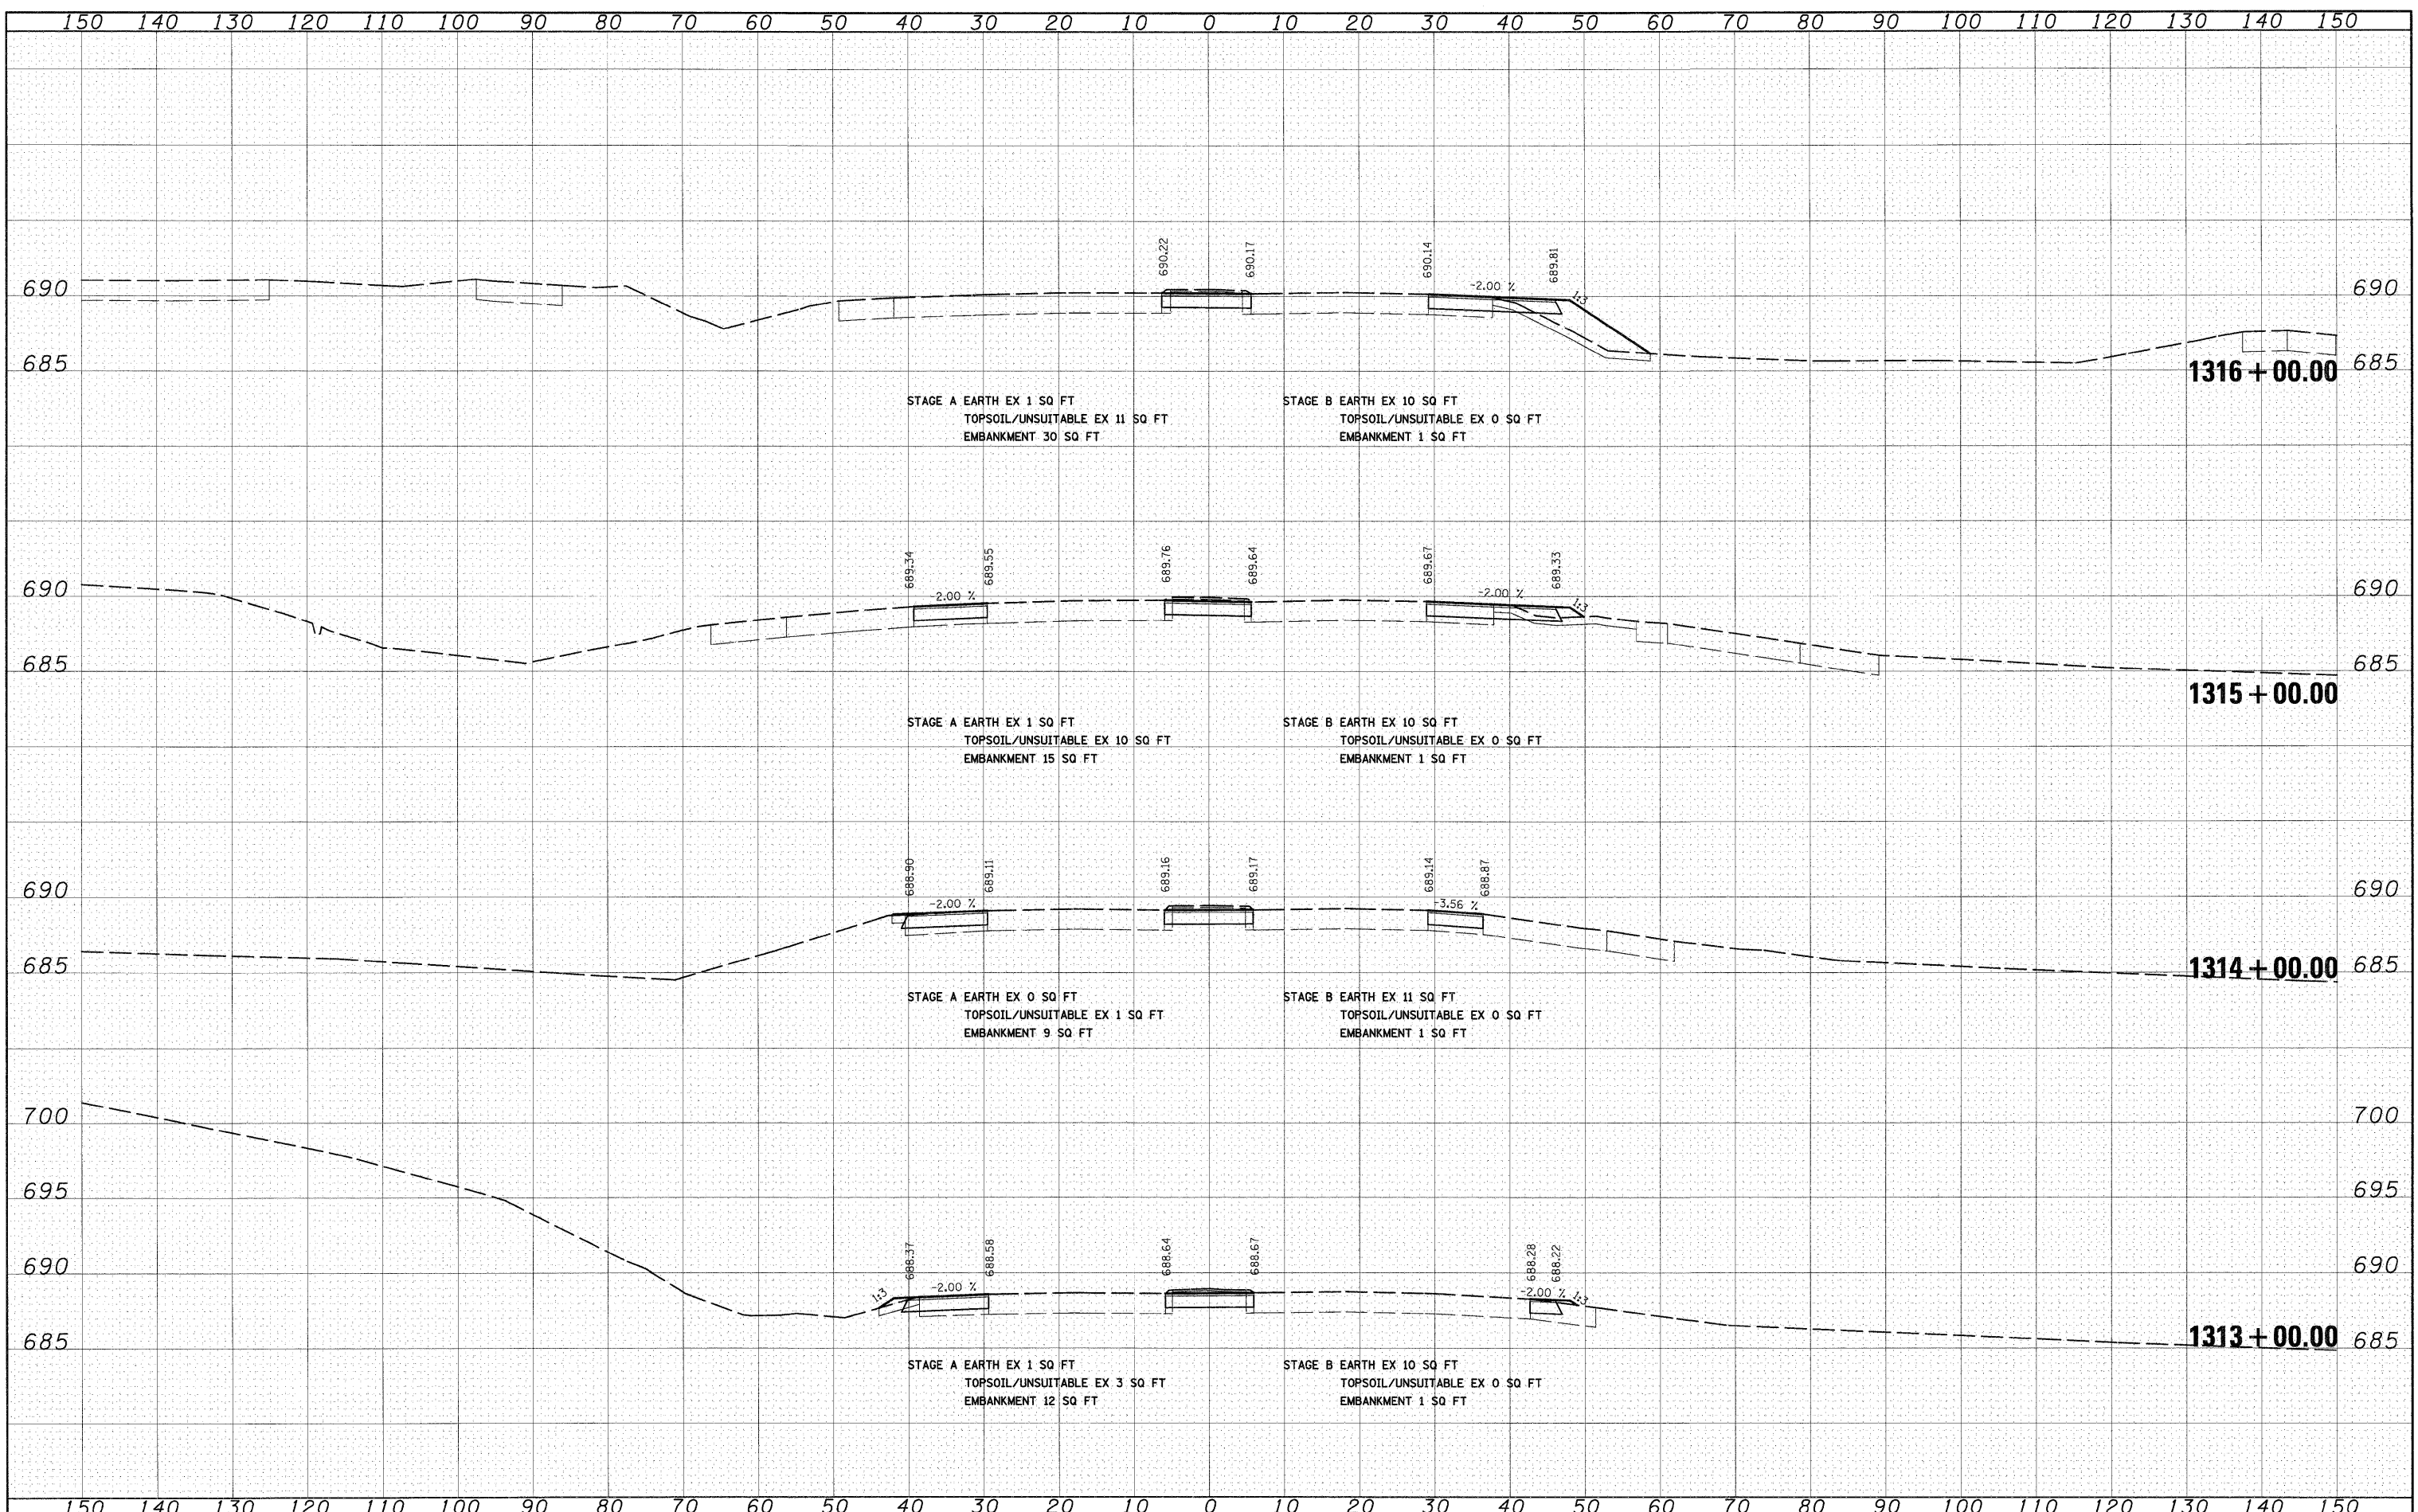 150 140 130 120 110 100 90 80 70 60 50 40 30 20 10 0 10 20 30 40 50 60 70 80 90 100 110 120 130 140 150
690.22 690.17 690.14 689.81
-2.00 % 1:3
690 690
685 1316+00.00 685
STAGE A EARTH EX 1 SQ FT STAGE B EARTH EX 10 SQ FT
TOPSOIL/UNSUITABLE EX 11 SQ FT TOPSOIL/UNSUITABLE EX 0 SQ FT
EMBANKMENT 30 SQ FT EMBANKMENT 1 SQ FT
689.34 689.55 689.76 689.64 689.67 689.33
690 -2.00 % -2.00 % 1:3 690
685 685
1315+00.00
STAGE A EARTH EX 1 SQ FT STAGE B EARTH EX 10 SQ FT
TOPSOIL/UNSUITABLE EX 10 SQ FT TOPSOIL/UNSUITABLE EX 0 SQ FT
EMBANKMENT 15 SQ FT EMBANKMENT 1 SQ FT
688.90 689.11 689.16 689.17 689.14 688.87
690 -2.00 % -3.56 % 690
685 1314+00.00 685
STAGE A EARTH EX 0 SQ FT STAGE B EARTH EX 11 SQ FT
TOPSOIL/UNSUITABLE EX 1 SQ FT TOPSOIL/UNSUITABLE EX 0 SQ FT
EMBANKMENT 9 SQ FT EMBANKMENT 1 SQ FT
700 700
695 695
688.37 688.58 688.64 688.67 688.28 688.22
690 690
1:3 -2.00 % -2.00 % 1:3
685 1313+00.00 685
STAGE A EARTH EX 1 SQ FT STAGE B EARTH EX 10 SQ FT
TOPSOIL/UNSUITABLE EX 3 SQ FT TOPSOIL/UNSUITABLE EX 0 SQ FT
EMBANKMENT 12 SQ FT EMBANKMENT 1 SQ FT
150 140 130 120 110 100 90 80 70 60 50 40 30 20 10 0 10 20 30 40 50 60 70 80 90 100 110 120 130 140 150